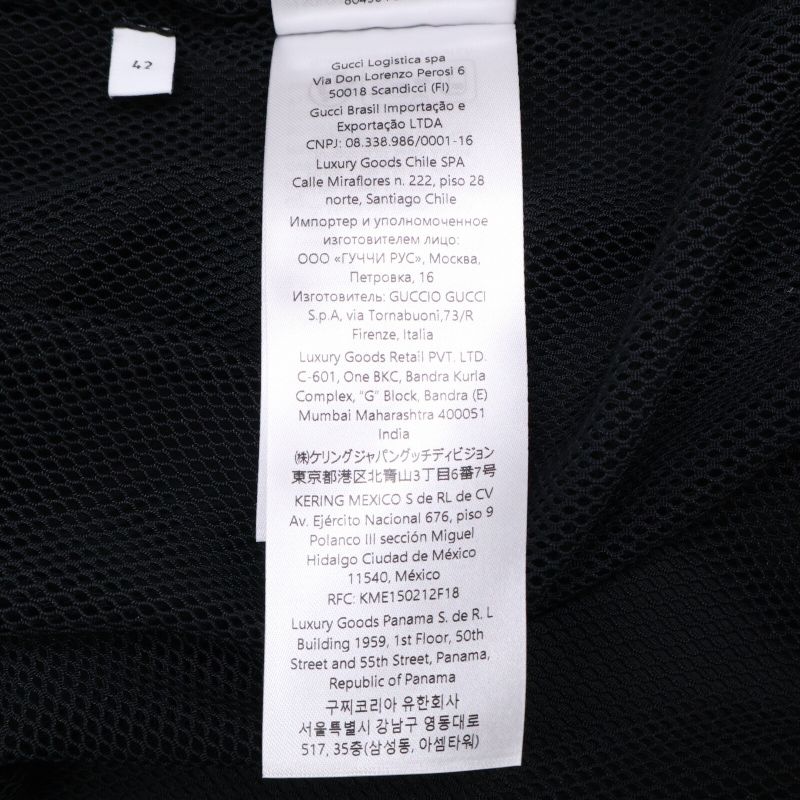 42
Gucci Logistica spa
Via Don Lorenzo Perosi 6
50018 Scandicci (FI)
Gucci Brasil Importação e
Exportação LTDA
CNPJ: 08.338.986/0001-16
Luxury Goods Chile SPA
Calle Miraflores n. 222, piso 28
norte, Santiago Chile
Импортер и уполномоченное
изготовителем лицо:
ООО «ГУЧЧИ РУС», Москва,
Петровка, 16
Изготовитель: GUCCIO GUCCI
S.p.A, via Tornabuoni,73/R
Firenze, Italia
Luxury Goods Retail PVT. LTD.
C-601, One BKC, Bandra Kurla
Complex, "G" Block, Bandra (E)
Mumbai Maharashtra 400051
India
㈱ケリングジャパングッチディビジョン
東京都港区北青山3丁目6番7号
KERING MEXICO S de RL de CV
Av. Ejército Nacional 676, piso 9
Polanco III sección Miguel
Hidalgo Ciudad de México
11540, México
RFC: KME150212F18
Luxury Goods Panama S. de R. L
Building 1959, 1st Floor, 50th
Street and 55th Street, Panama,
Republic of Panama
구찌코리아 유한회사
서울특별시 강남구 영동대로
517, 35층(삼성동, 아셈타워)